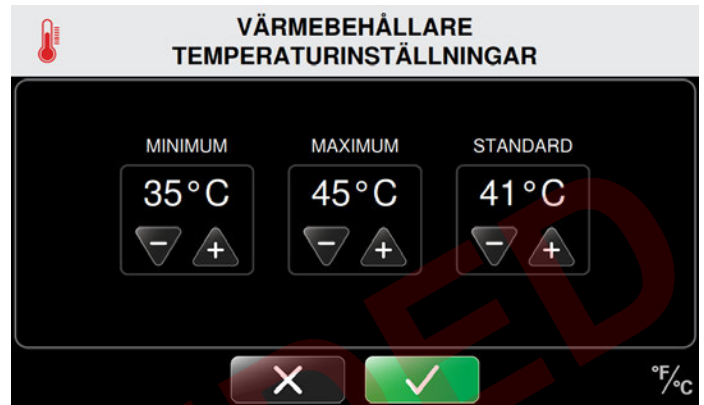 VÄRMEBEHÅLLARE
TEMPERATURINSTÄLLNINGAR
MINIMUM MAXIMUM STANDARD
35°C 45°C 41°C
− + − + − +
°F/°C